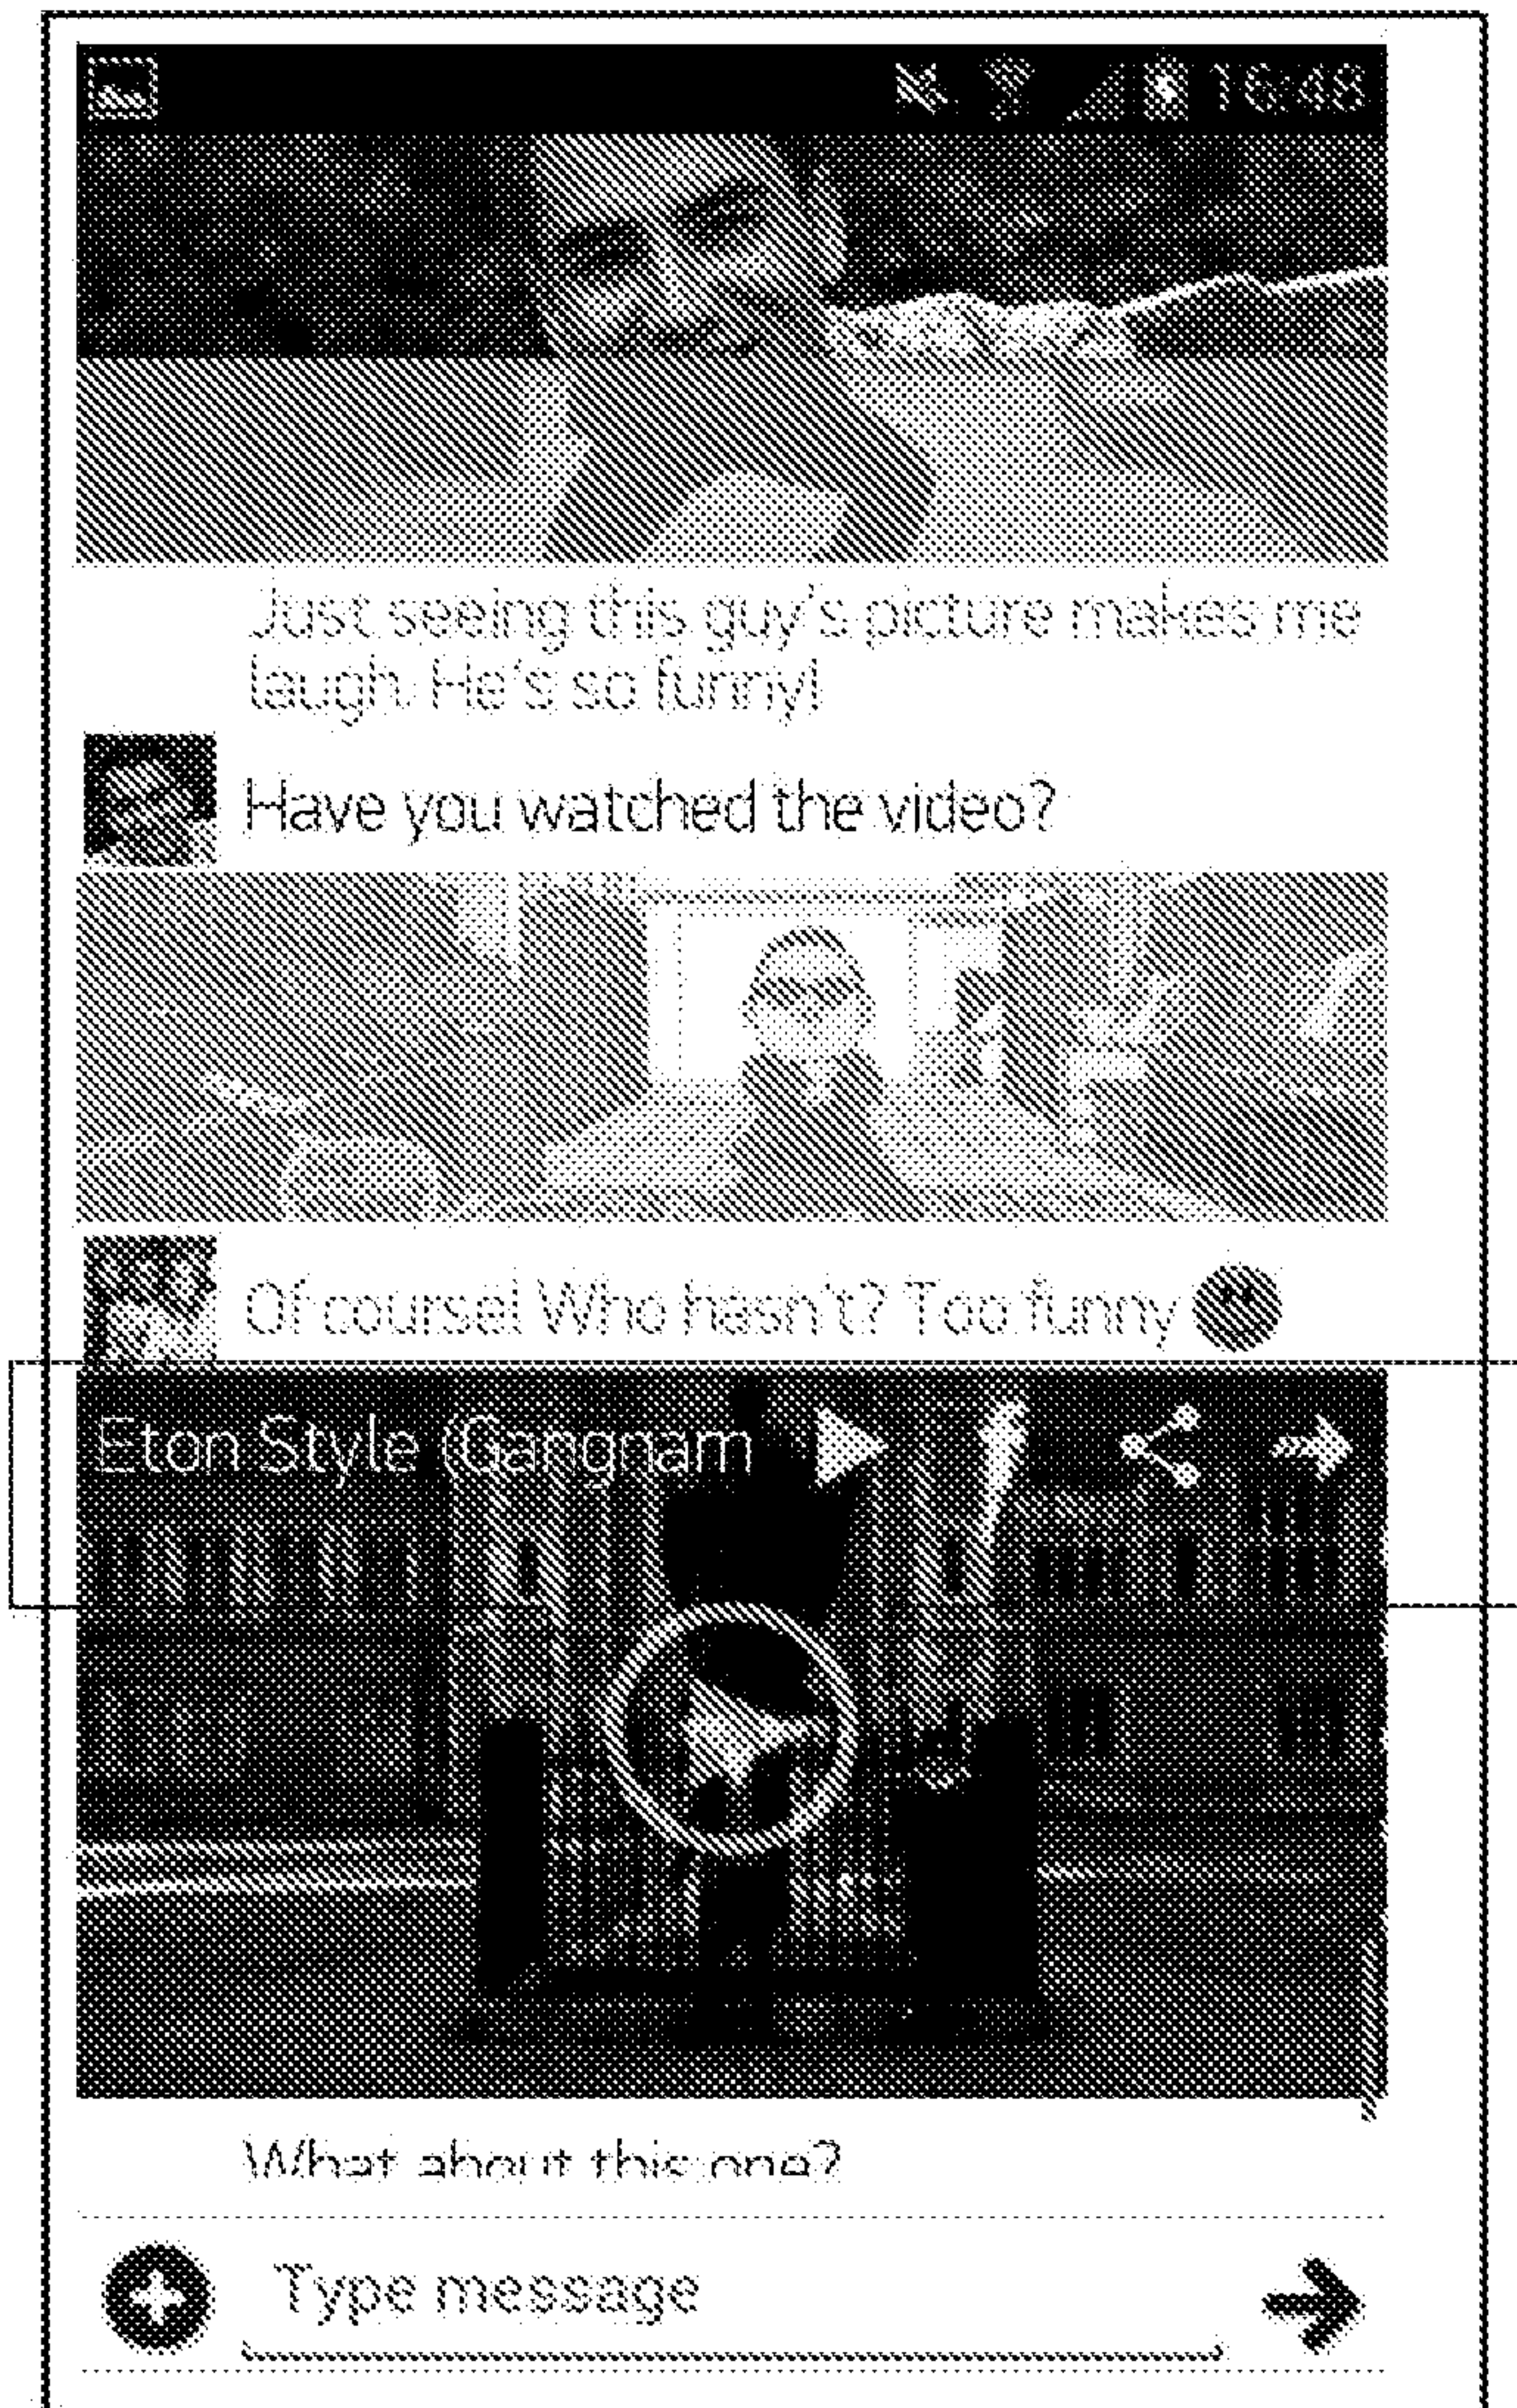 16:48
Just seeing this guy's picture makes me
laugh. He's so funny!
Have you watched the video?
Of course! Who hasn't? Too funny
Eton Style (Gangnam
What about this one?
Type message